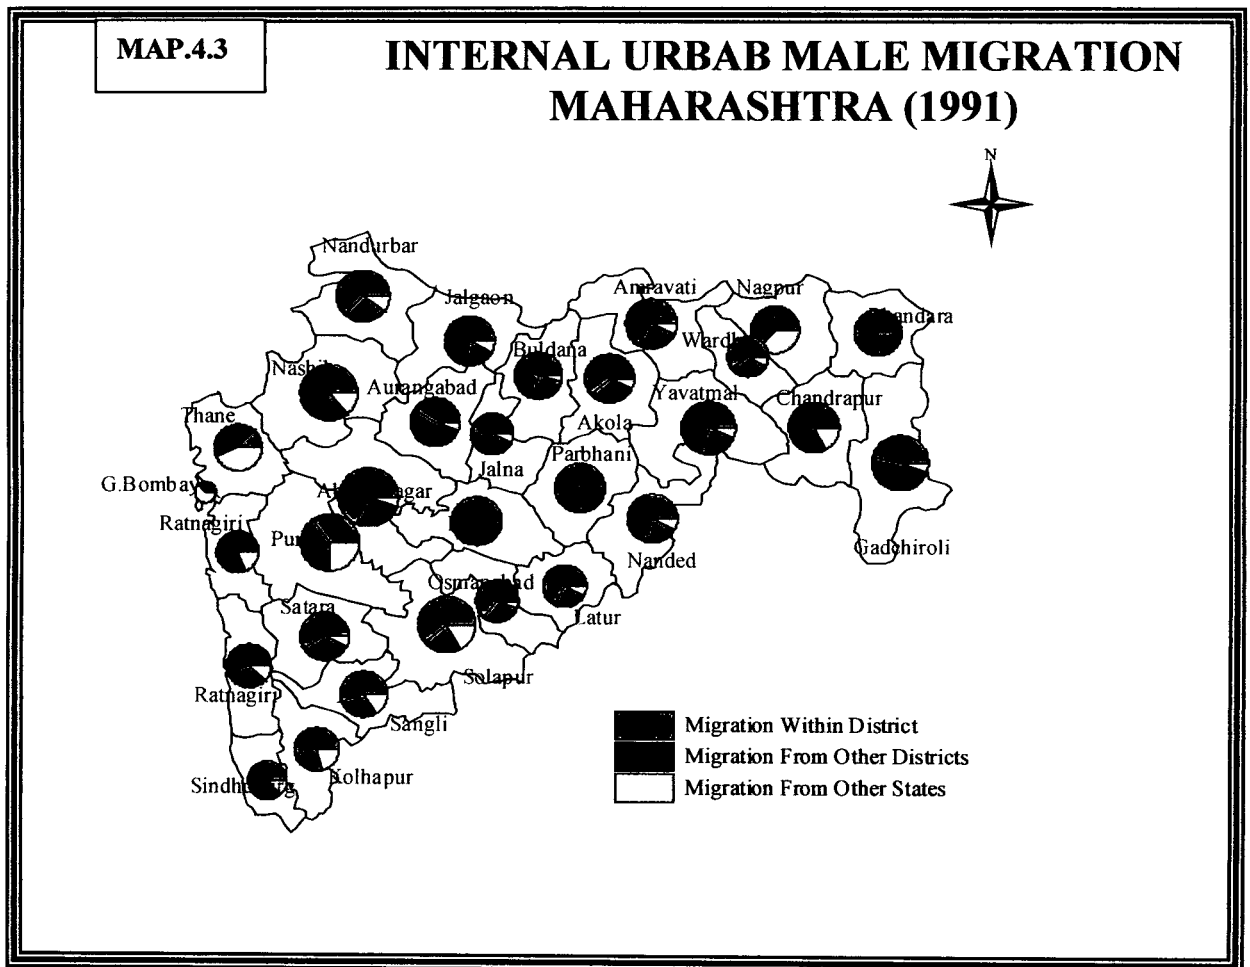 MAP.4.3
INTERNAL URBAB MALE MIGRATION
MAHARASHTRA (1991)
N
Nandurbar
Jalgaon
Amravati
Nagpur
Buldana
Aurangabad
Yavatmal
Chandrapur
Thane
Akola
Parbhani
Jalna
G.Bombay
Ratnagiri
Nanded
Gadchiroli
Satara
Latur
Solapur
Ratnagiri
Sangli
Kolhapur
Migration Within District
Migration From Other Districts
Migration From Other States